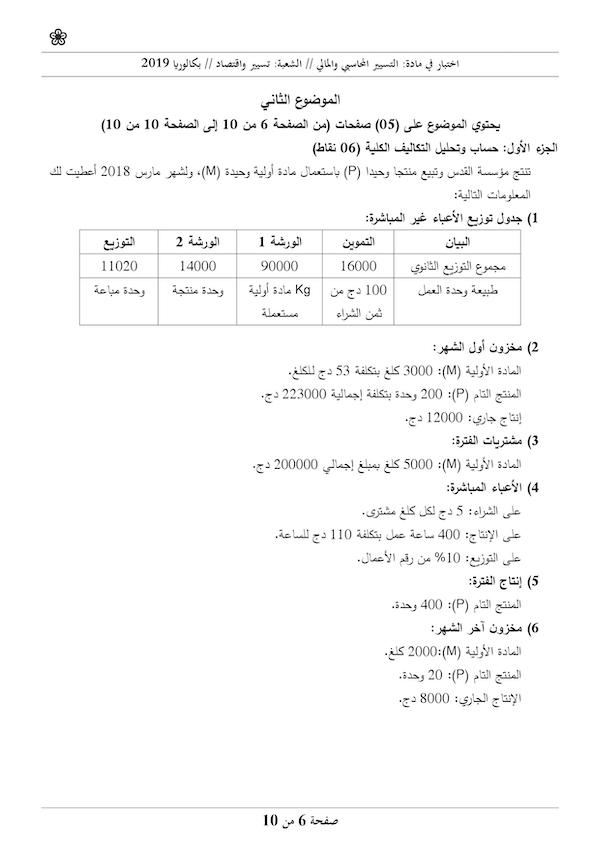 اختبار في مادة: التسيير المحاسبي والمالي // الشعبة: تسيير واقتصاد // بكالوريا 2019
الموضوع الثاني
يحتوي الموضوع على (05) صفحات (من الصفحة 6 من 10 إلى الصفحة 10 من 10)
الجزء الأول: حساب وتحليل التكاليف الكلية (06 نقاط)
تنتج مؤسسة القدس وتبيع منتجا وحيدا (P) باستعمال مادة أولية وحيدة (M)، ولشهر مارس 2018 أعطيت لك
المعلومات التالية:
1) جدول توزيع الأعباء غير المباشرة:
البيان التموين الورشة 1 الورشة 2 التوزيع
مجموع التوزيع الثانوي 16000 90000 14000 11020
طبيعة وحدة العمل 100 دج من Kg مادة أولية وحدة منتجة وحدة مباعة
ثمن الشراء مستعملة
2) مخزون أول الشهر:
المادة الأولية (M): 3000 كلغ بتكلفة 53 دج للكلغ.
المنتج التام (P): 200 وحدة بتكلفة إجمالية 223000 دج.
إنتاج جاري: 12000 دج.
3) مشتريات الفترة:
المادة الأولية (M): 5000 كلغ بمبلغ إجمالي 200000 دج.
4) الأعباء المباشرة:
على الشراء: 5 دج لكل كلغ مشترى.
على الإنتاج: 400 ساعة عمل بتكلفة 110 دج للساعة.
على التوزيع: 10% من رقم الأعمال.
5) إنتاج الفترة:
المنتج التام (P): 400 وحدة.
6) مخزون آخر الشهر:
المادة الأولية (M):2000 كلغ.
المنتج التام (P): 20 وحدة.
الإنتاج الجاري: 8000 دج.
صفحة 6 من 10